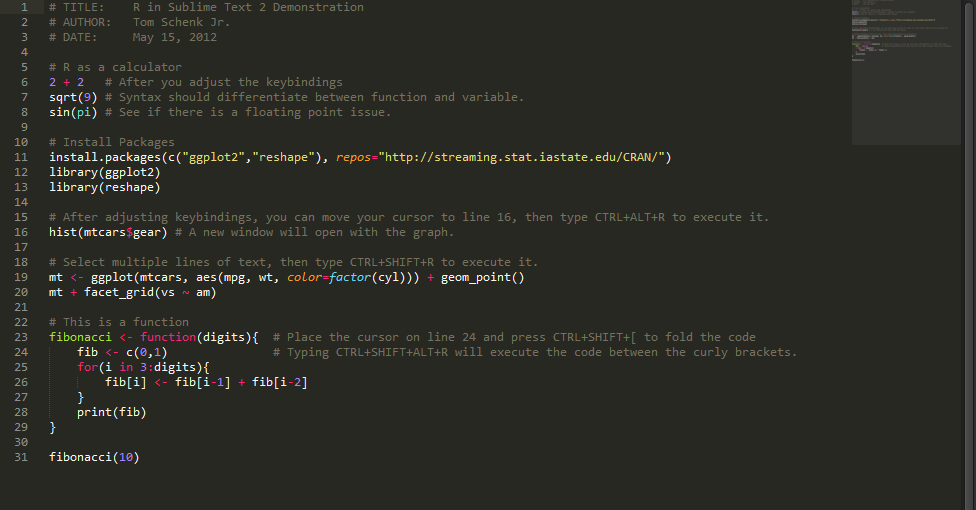 1 # TITLE: R in Sublime Text 2 Demonstration
2 # AUTHOR: Tom Schenk Jr.
3 # DATE: May 15, 2012
4
5 # R as a calculator
6 2 + 2 # After you adjust the keybindings
7 sqrt(9) # Syntax should differentiate between function and variable.
8 sin(pi) # See if there is a floating point issue.
9
10 # Install Packages
11 install.packages(c("ggplot2","reshape"), repos="http://streaming.stat.iastate.edu/CRAN/")
12 library(ggplot2)
13 library(reshape)
14
15 # After adjusting keybindings, you can move your cursor to line 16, then type CTRL+ALT+R to execute it.
16 hist(mtcars$gear) # A new window will open with the graph.
17
18 # Select multiple lines of text, then type CTRL+SHIFT+R to execute it.
19 mt <- ggplot(mtcars, aes(mpg, wt, color=factor(cyl))) + geom_point()
20 mt + facet_grid(vs ~ am)
21
22 # This is a function
23 fibonacci <- function(digits){ # Place the cursor on line 24 and press CTRL+SHIFT+[ to fold the code
24 fib <- c(0,1) # Typing CTRL+SHIFT+ALT+R will execute the code between the curly brackets.
25 for(i in 3:digits){
26 fib[i] <- fib[i-1] + fib[i-2]
27 }
28 print(fib)
29 }
30
31 fibonacci(10)